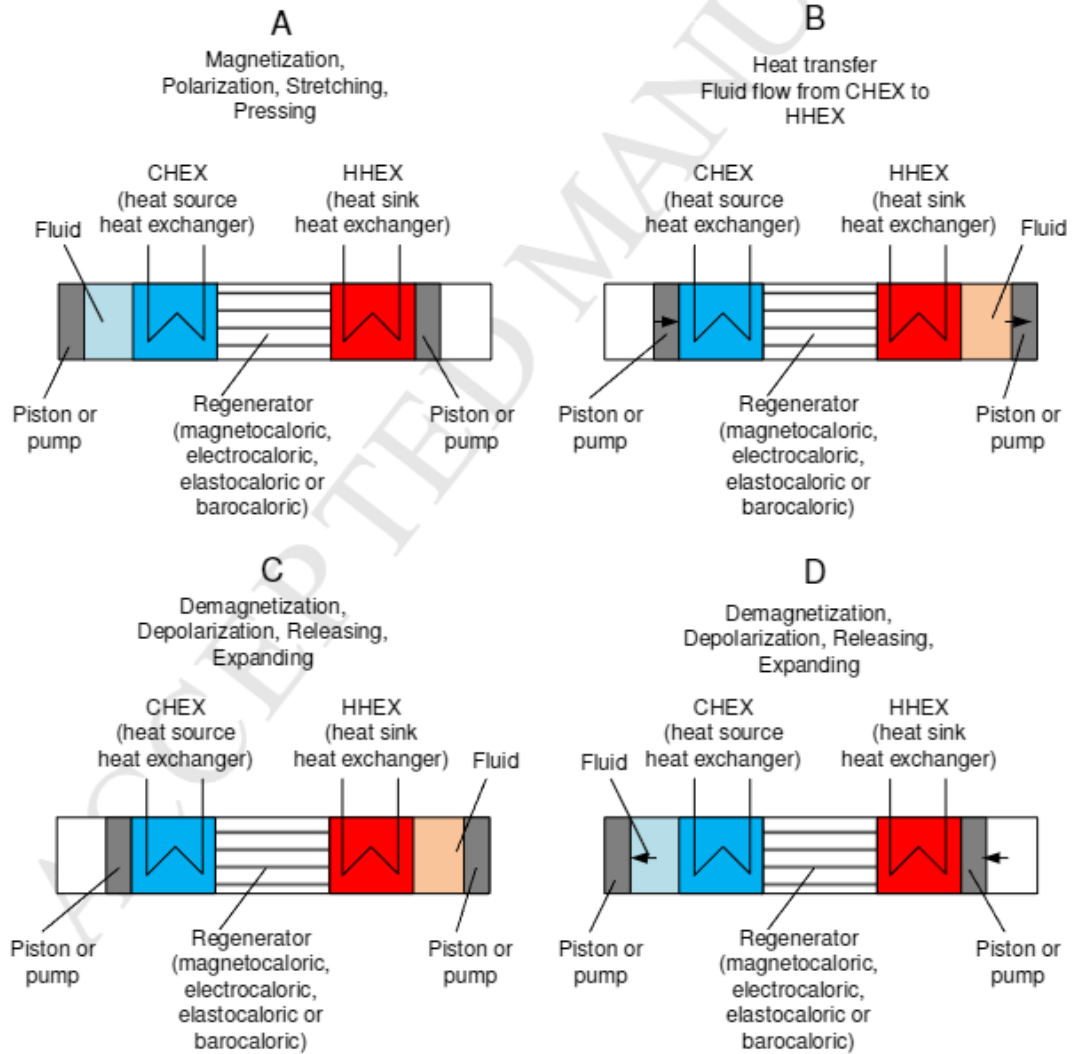 A
Magnetization,
Polarization, Stretching,
Pressing
CHEX
(heat source
heat exchanger)
HHEX
(heat sink
heat exchanger)
Fluid
Piston or
pump
Regenerator
(magnetocaloric,
electrocaloric,
elastocaloric or
barocaloric)
Piston or
pump
B
Heat transfer
Fluid flow from CHEX to
HHEX
CHEX
(heat source
heat exchanger)
HHEX
(heat sink
heat exchanger)
Fluid
Piston or
pump
Regenerator
(magnetocaloric,
electrocaloric,
elastocaloric or
barocaloric)
Piston or
pump
C
Demagnetization,
Depolarization, Releasing,
Expanding
CHEX
(heat source
heat exchanger)
HHEX
(heat sink
heat exchanger)
Fluid
Piston or
pump
Regenerator
(magnetocaloric,
electrocaloric,
elastocaloric or
barocaloric)
Piston or
pump
D
Demagnetization,
Depolarization, Releasing,
Expanding
Fluid
CHEX
(heat source
heat exchanger)
HHEX
(heat sink
heat exchanger)
Piston or
pump
Regenerator
(magnetocaloric,
electrocaloric,
elastocaloric or
barocaloric)
Piston or
pump
ACCEPTED MANU